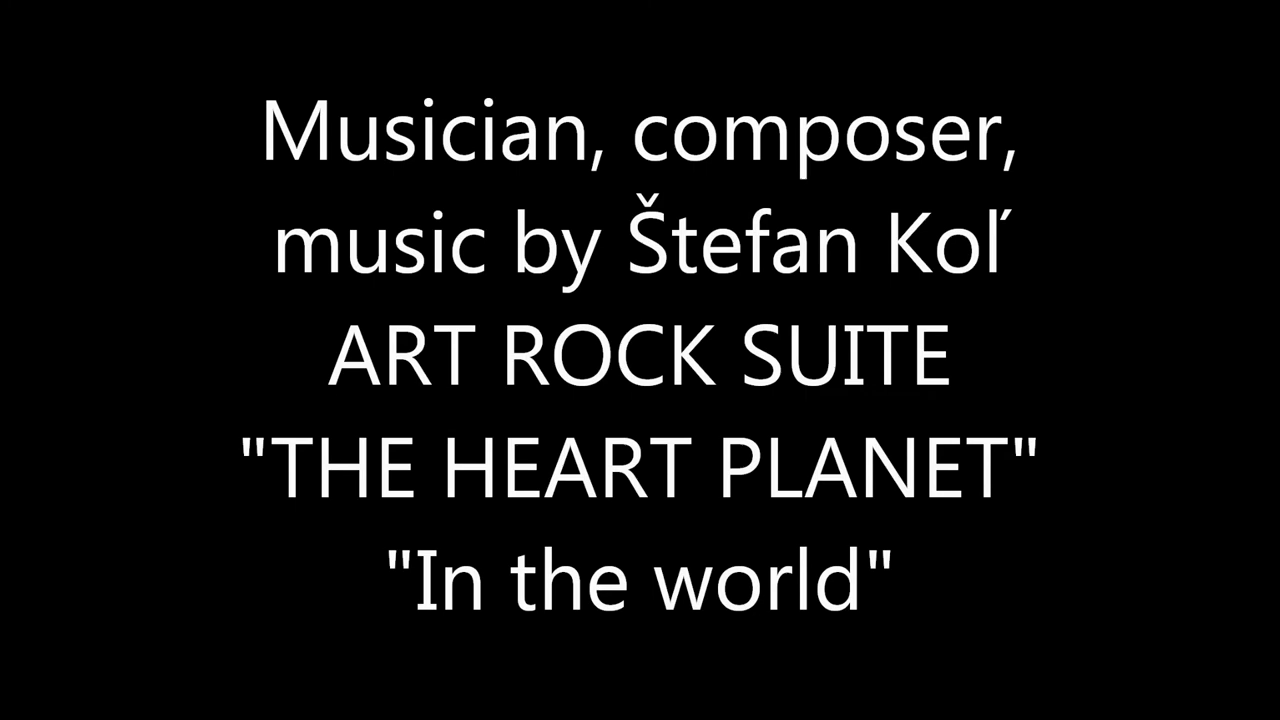 Musician, composer,
music by Štefan Koľ
ART ROCK SUITE
"THE HEART PLANET"
"In the world"